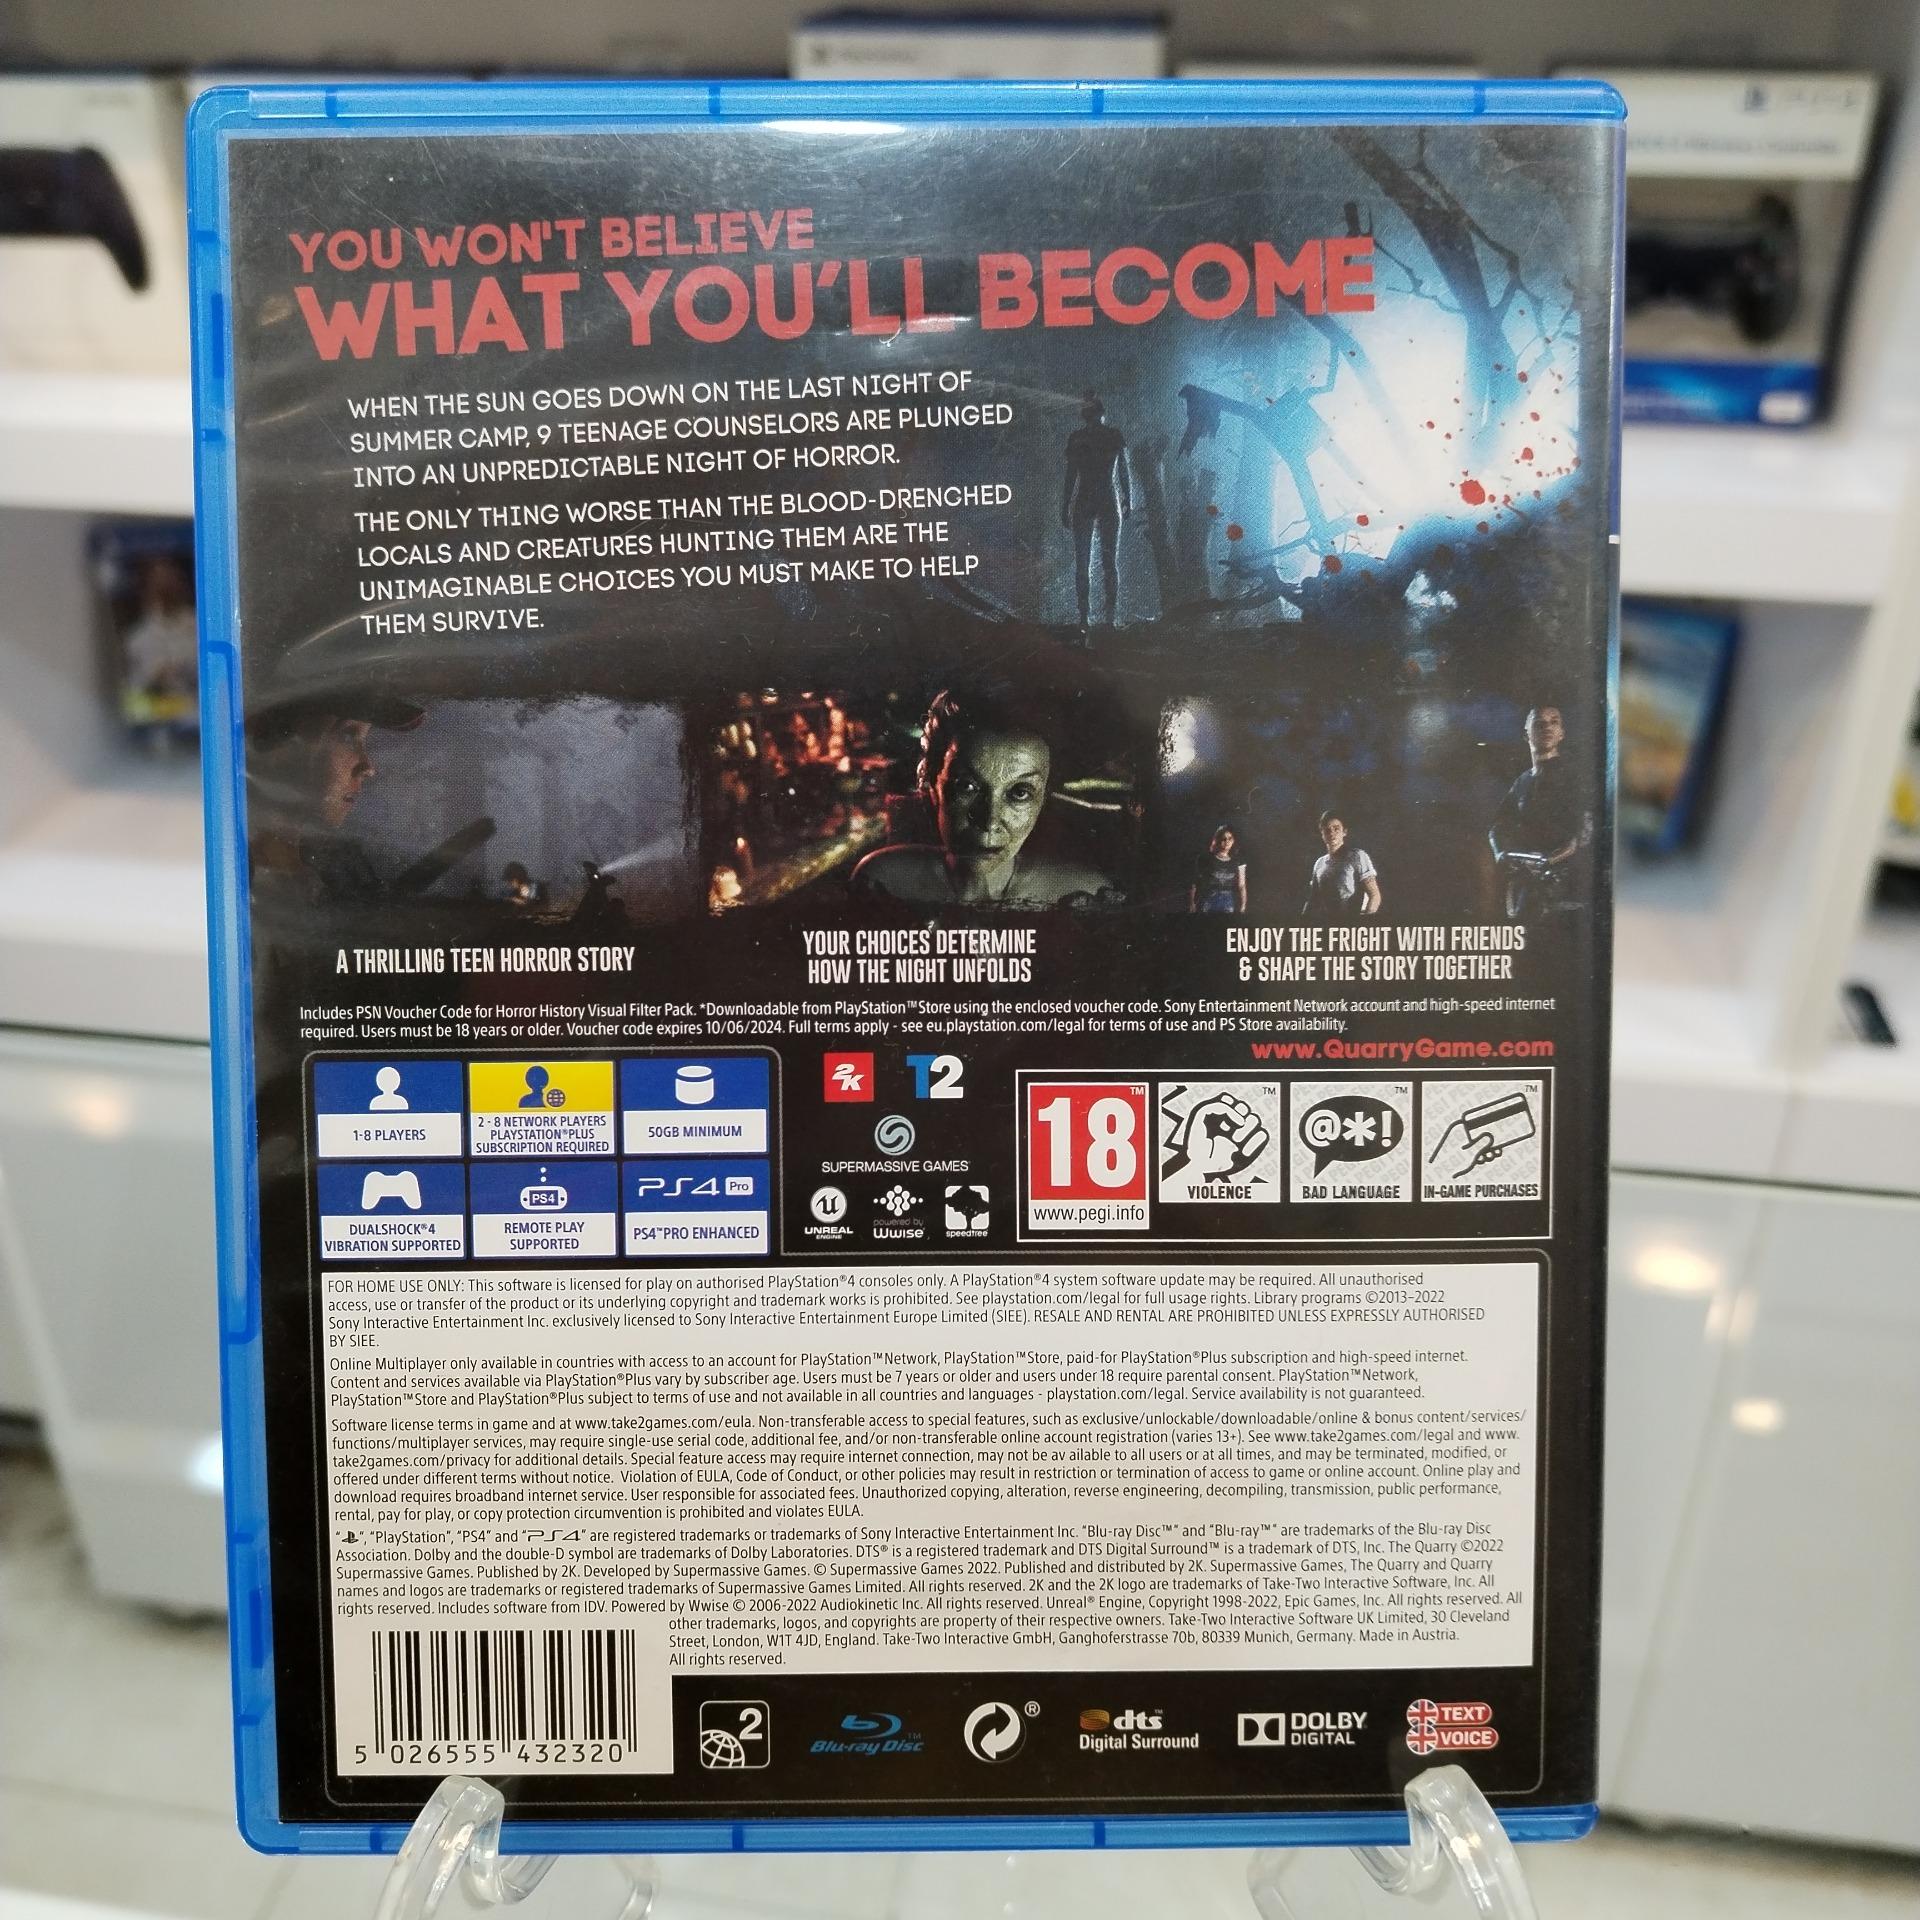 YOU WON'T BELIEVE
WHAT YOU'LL BECOME
WHEN THE SUN GOES DOWN ON THE LAST NIGHT OF
SUMMER CAMP, 9 TEENAGE COUNSELORS ARE PLUNGED
INTO AN UNPREDICTABLE NIGHT OF HORROR.
THE ONLY THING WORSE THAN THE BLOOD-DRENCHED
LOCALS AND CREATURES HUNTING THEM ARE THE
UNIMAGINABLE CHOICES YOU MUST MAKE TO HELP
THEM SURVIVE.
A THRILLING TEEN HORROR STORY
YOUR CHOICES DETERMINE
HOW THE NIGHT UNFOLDS
ENJOY THE FRIGHT WITH FRIENDS
& SHAPE THE STORY TOGETHER
Includes PSN Voucher Code for Horror History Visual Filter Pack. *Downloadable from PlayStation™Store using the enclosed voucher code. Sony Entertainment Network account and high-speed internet
required. Users must be 18 years or older. Voucher code expires 10/06/2024. Full terms apply - see eu.playstation.com/legal for terms of use and PS Store availability.
www.QuarryGame.com
1-8 PLAYERS
2 - 8 NETWORK PLAYERS
PLAYSTATION®PLUS
SUBSCRIPTION REQUIRED
50GB MINIMUM
DUALSHOCK®4
VIBRATION SUPPORTED
PS4
REMOTE PLAY
SUPPORTED
PS4 Pro
PS4™PRO ENHANCED
2K
T2
SUPERMASSIVE GAMES
UNREAL
ENGINE
powered by
Wwise
speedtree
18™
www.pegi.info
™
VIOLENCE
@*!™
BAD LANGUAGE
™
IN-GAME PURCHASES
FOR HOME USE ONLY: This software is licensed for play on authorised PlayStation®4 consoles only. A PlayStation®4 system software update may be required. All unauthorised
access, use or transfer of the product or its underlying copyright and trademark works is prohibited. See playstation.com/legal for full usage rights. Library programs ©2013-2022
Sony Interactive Entertainment Inc. exclusively licensed to Sony Interactive Entertainment Europe Limited (SIEE). RESALE AND RENTAL ARE PROHIBITED UNLESS EXPRESSLY AUTHORISED
BY SIEE.
Online Multiplayer only available in countries with access to an account for PlayStation™Network, PlayStation™Store, paid-for PlayStation®Plus subscription and high-speed internet.
Content and services available via PlayStation®Plus vary by subscriber age. Users must be 7 years or older and users under 18 require parental consent. PlayStation™Network,
PlayStation™Store and PlayStation®Plus subject to terms of use and not available in all countries and languages - playstation.com/legal. Service availability is not guaranteed.
Software license terms in game and at www.take2games.com/eula. Non-transferable access to special features, such as exclusive/unlockable/downloadable/online & bonus content/services/
functions/multiplayer services, may require single-use serial code, additional fee, and/or non-transferable online account registration (varies 13+). See www.take2games.com/legal and www.
take2games.com/privacy for additional details. Special feature access may require internet connection, may not be av ailable to all users or at all times, and may be terminated, modified, or
offered under different terms without notice. Violation of EULA, Code of Conduct, or other policies may result in restriction or termination of access to game or online account. Online play and
download requires broadband internet service. User responsible for associated fees. Unauthorized copying, alteration, reverse engineering, decompiling, transmission, public performance,
rental, pay for play, or copy protection circumvention is prohibited and violates EULA.
"", "PlayStation", "PS4" and "PS4" are registered trademarks or trademarks of Sony Interactive Entertainment Inc. "Blu-ray Disc™" and "Blu-ray™" are trademarks of the Blu-ray Disc
Association. Dolby and the double-D symbol are trademarks of Dolby Laboratories. DTS® is a registered trademark and DTS Digital Surround™ is a trademark of DTS, Inc. The Quarry ©2022
Supermassive Games. Published by 2K. Developed by Supermassive Games. © Supermassive Games 2022. Published and distributed by 2K. Supermassive Games, The Quarry and Quarry
names and logos are trademarks or registered trademarks of Supermassive Games Limited. All rights reserved. 2K and the 2K logo are trademarks of Take-Two Interactive Software, Inc. All
rights reserved. Includes software from IDV. Powered by Wwise © 2006-2022 Audiokinetic Inc. All rights reserved. Unreal® Engine, Copyright 1998-2022, Epic Games, Inc. All rights reserved. All
other trademarks, logos, and copyrights are property of their respective owners. Take-Two Interactive Software UK Limited, 30 Cleveland
Street, London, W1T 4JD, England. Take-Two Interactive GmbH, Ganghoferstrasse 70b, 80339 Munich, Germany. Made in Austria.
All rights reserved.
5 026555 432320
2
Blu-ray Disc™
®
dts
Digital Surround
DOLBY
DIGITAL
TEXT
VOICE